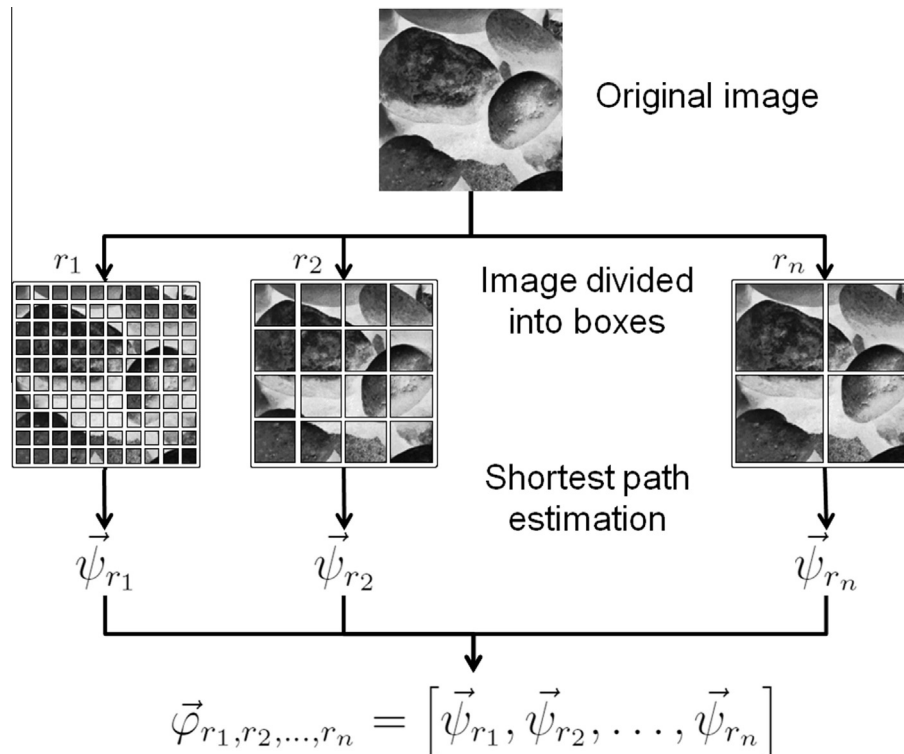 Original image
r₁ r₂ rₙ
Image divided
into boxes
Shortest path
estimation
ψ⃗_{r₁} ψ⃗_{r₂} ψ⃗_{rₙ}
φ⃗_{r₁,r₂,...,rₙ} = [ψ⃗_{r₁}, ψ⃗_{r₂}, . . . , ψ⃗_{rₙ}]